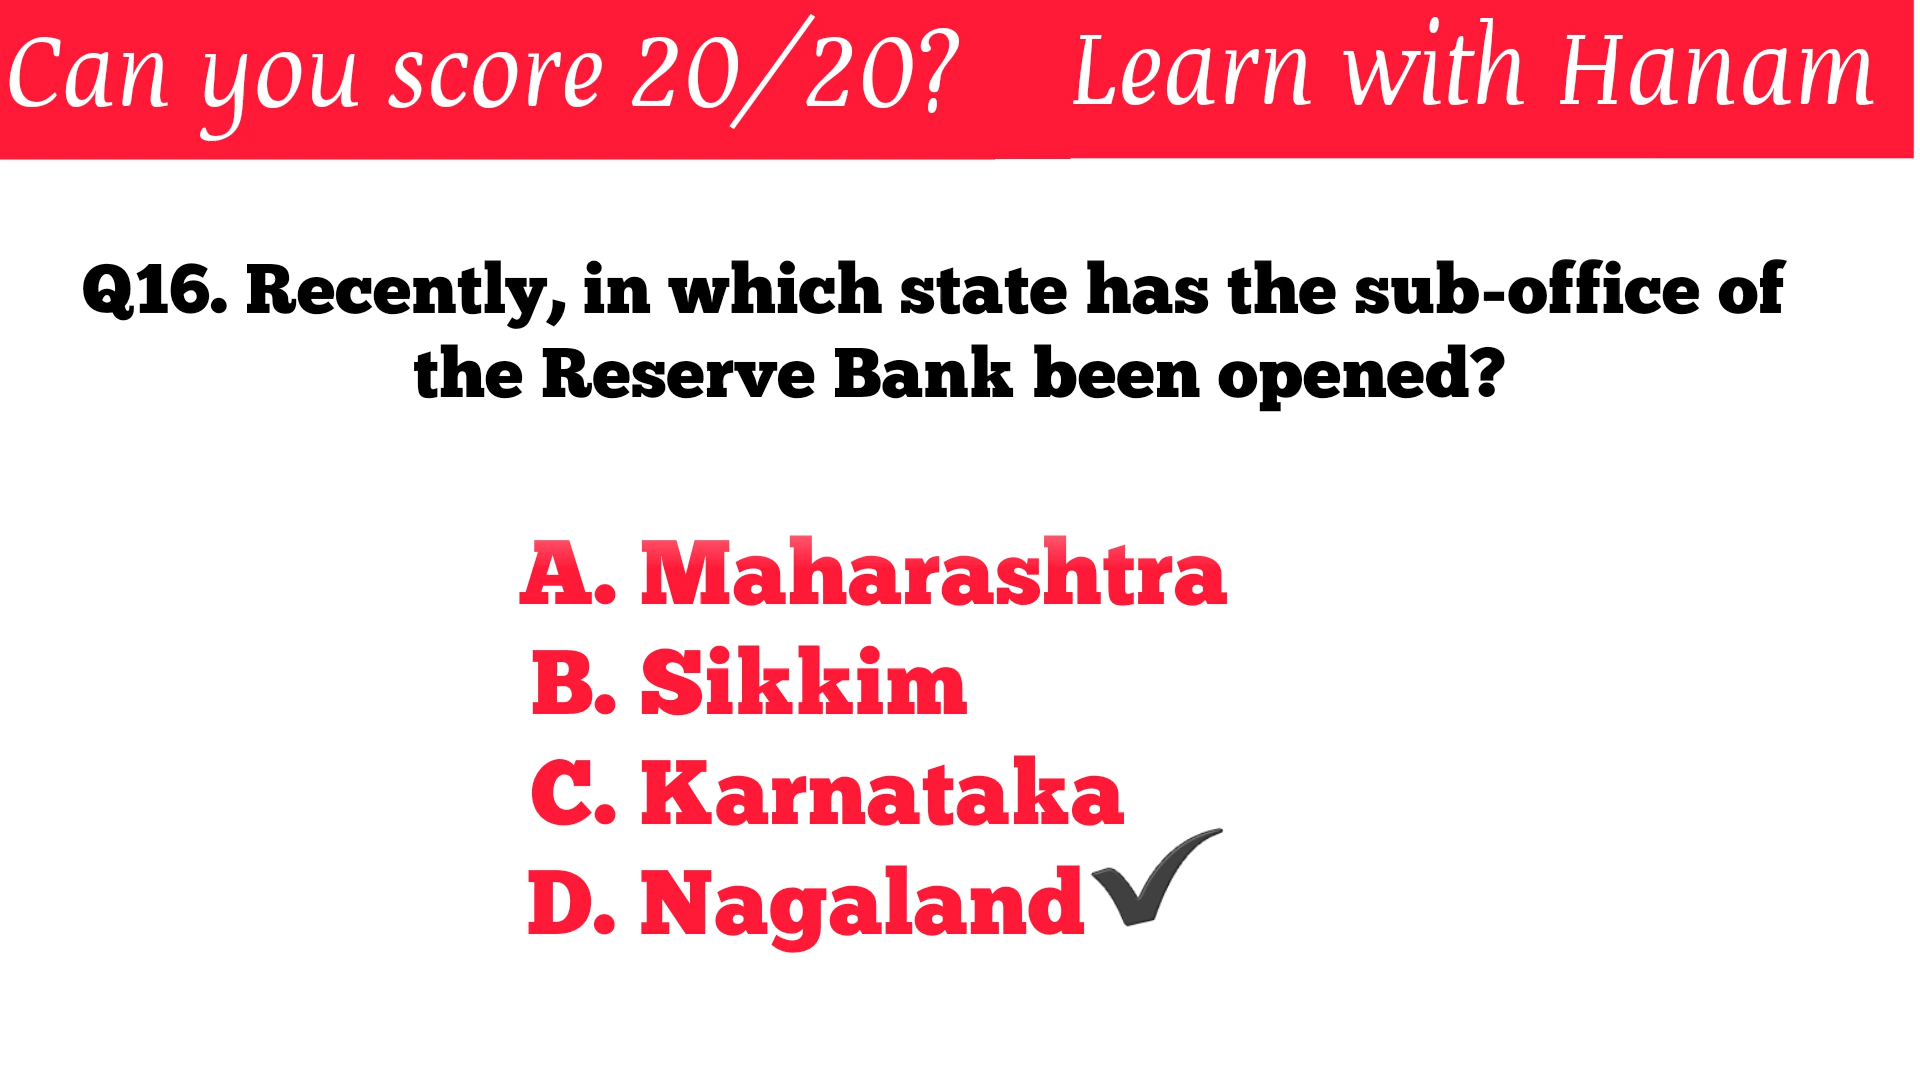 Can you score 20/20? Learn with Hanam
Q16. Recently, in which state has the sub-office of
the Reserve Bank been opened?
A. Maharashtra
B. Sikkim
C. Karnataka
D. Nagaland